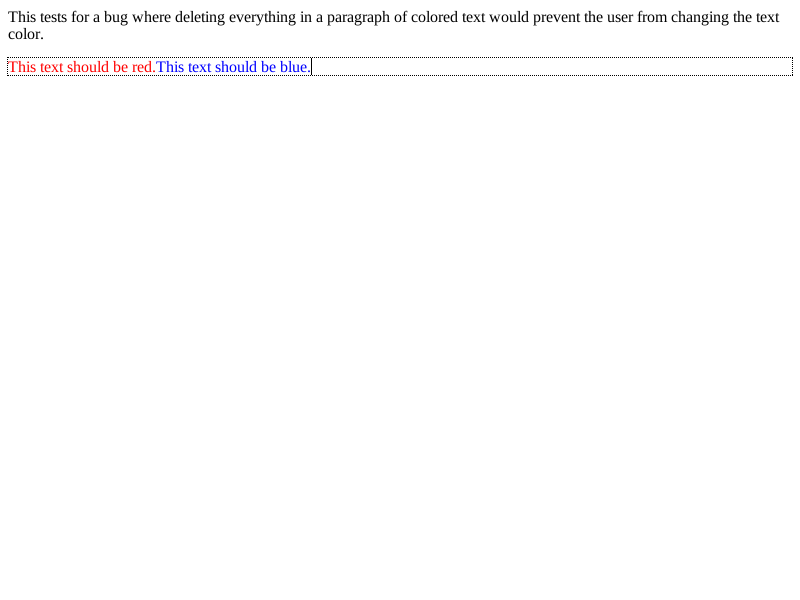 This tests for a bug where deleting everything in a paragraph of colored text would prevent the user from changing the text
color.
This text should be red.This text should be blue.